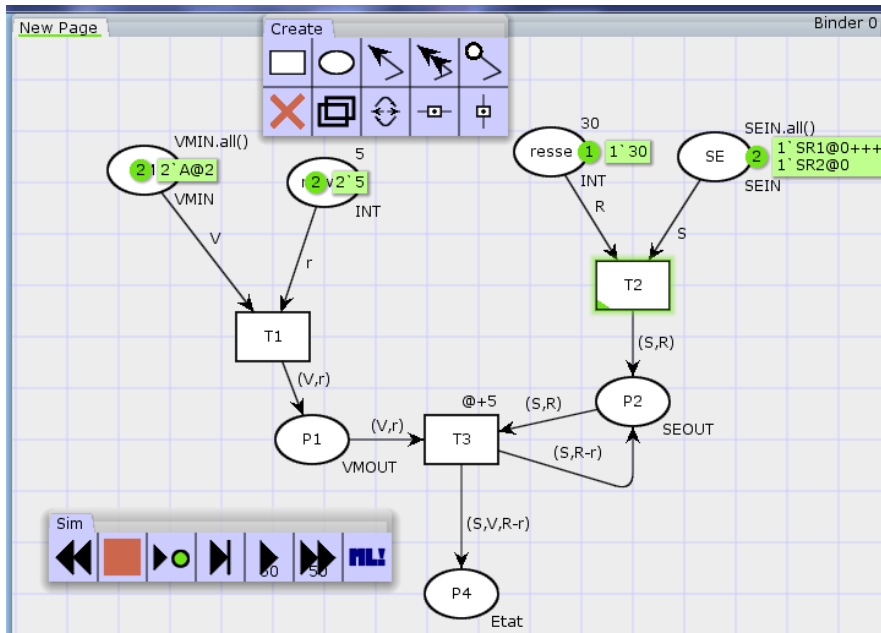 New Page
Create
Binder 0
VMIN.all()
2
2`A@2
VMIN
5
2
2`5
INT
30
resse
1
1`30
INT
SEIN.all()
SE
2
1`SR1@0+++
1`SR2@0
SEIN
V
r
R
S
T1
T2
(V,r)
(S,R)
P1
VMOUT
(V,r)
@+5
T3
(S,R)
P2
SEOUT
(S,R-r)
(S,V,R-r)
P4
Etat
Sim
50
ML!